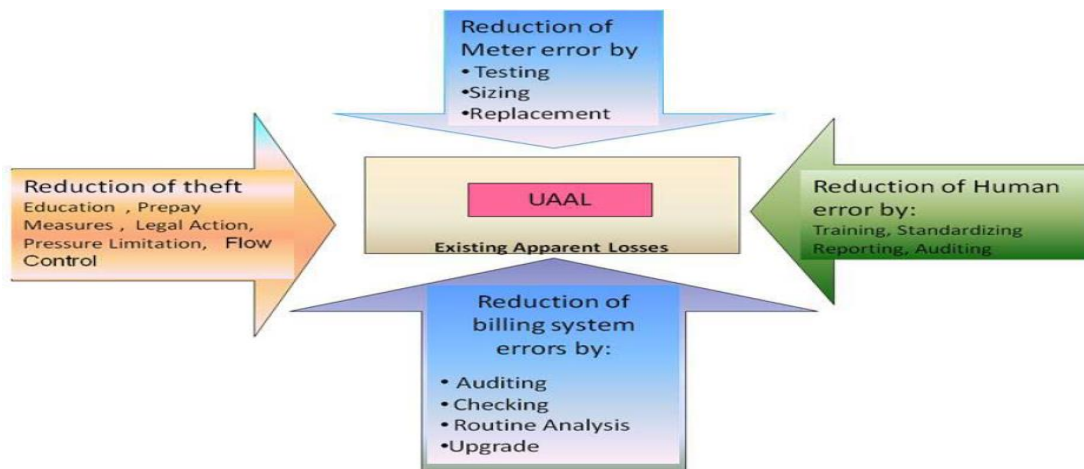 Reduction of
Meter error by
• Testing
•Sizing
•Replacement
Reduction of theft
Education , Prepay
Measures , Legal Action,
Pressure Limitation, Flow
Control
UAAL
Existing Apparent Losses
Reduction of Human
error by:
Training, Standardizing
Reporting, Auditing
Reduction of
billing system
errors by:
• Auditing
• Checking
• Routine Analysis
•Upgrade